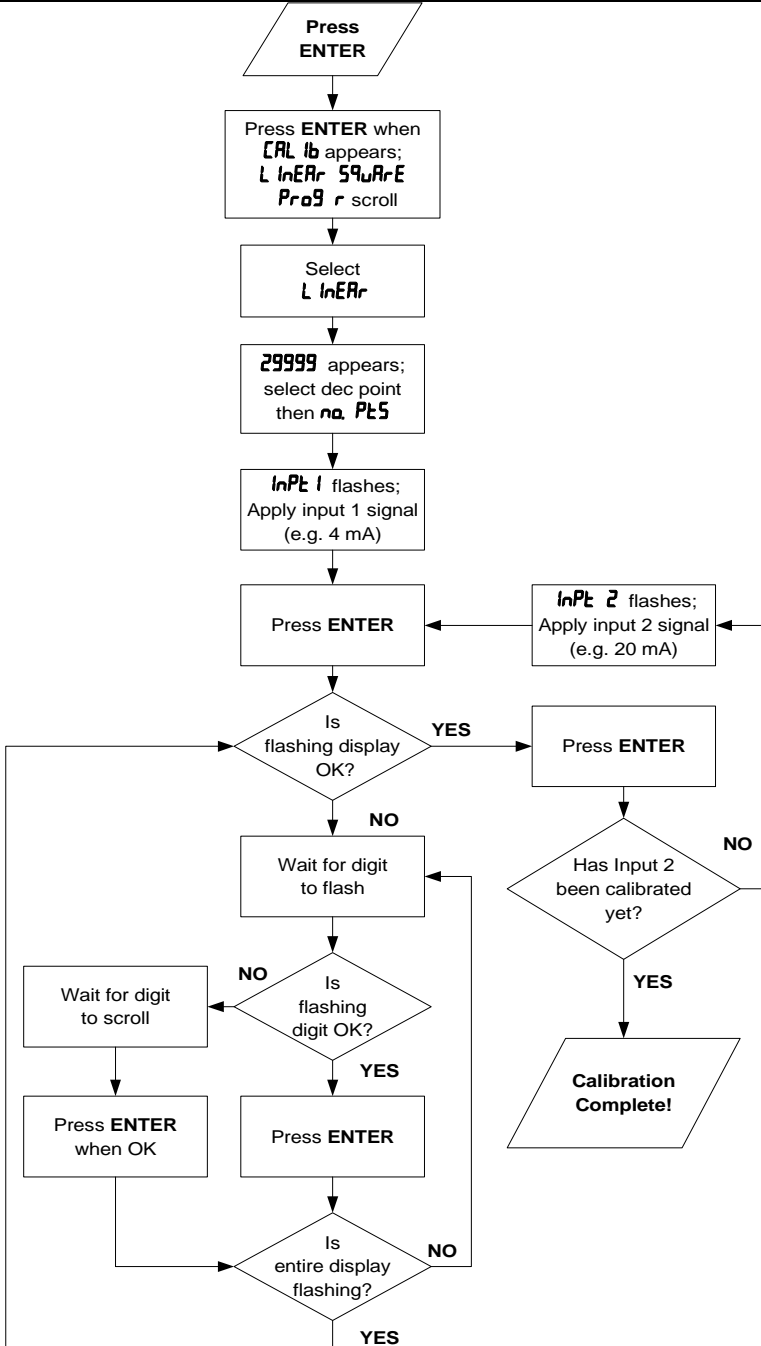 Press
ENTER
Press ENTER when
CALIb appears;
LInEAr SquArE
Prog r scroll
Select
LInEAr
29999 appears;
select dec point
then no. PtS
InPt 1 flashes;
Apply input 1 signal
(e.g. 4 mA)
Press ENTER
InPt 2 flashes;
Apply input 2 signal
(e.g. 20 mA)
Is
flashing display
OK?
YES
Press ENTER
NO
Wait for digit
to flash
Has Input 2
been calibrated
yet?
NO
YES
Calibration
Complete!
Is
flashing
digit OK?
NO
Wait for digit
to scroll
Press ENTER
when OK
YES
Press ENTER
Is
entire display
flashing?
NO
YES